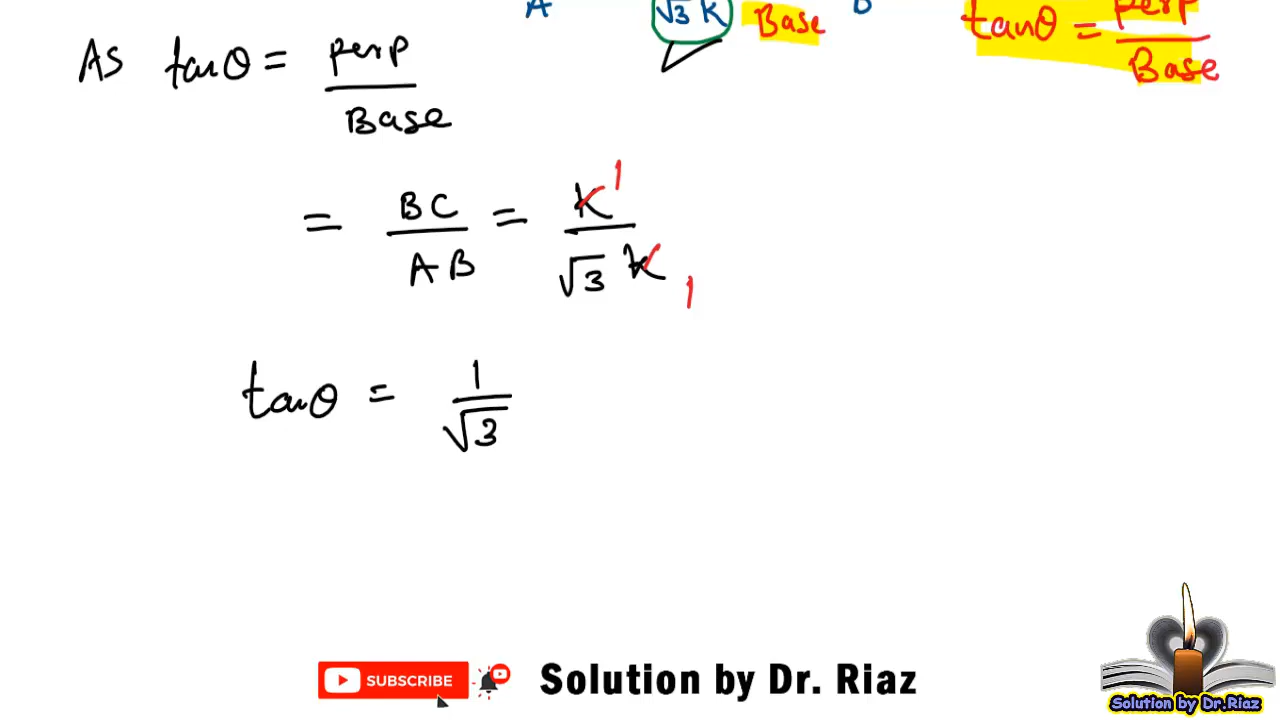 A √3 K Base B
tanθ = perp / Base
As tanθ = perp / Base
= BC / AB = K 1 / √3 K 1
tanθ = 1 / √3
SUBSCRIBE Solution by Dr. Riaz
Solution by Dr.Riaz